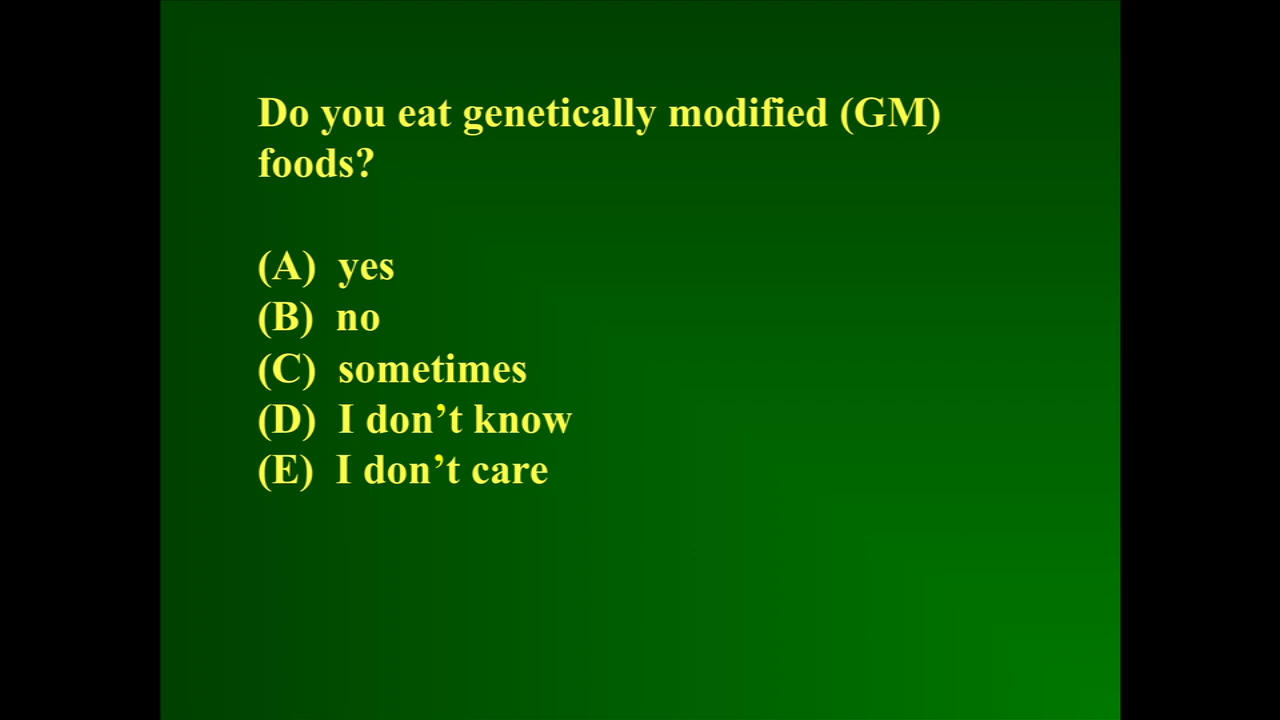 Do you eat genetically modified (GM)
foods?
(A) yes
(B) no
(C) sometimes
(D) I don’t know
(E) I don’t care